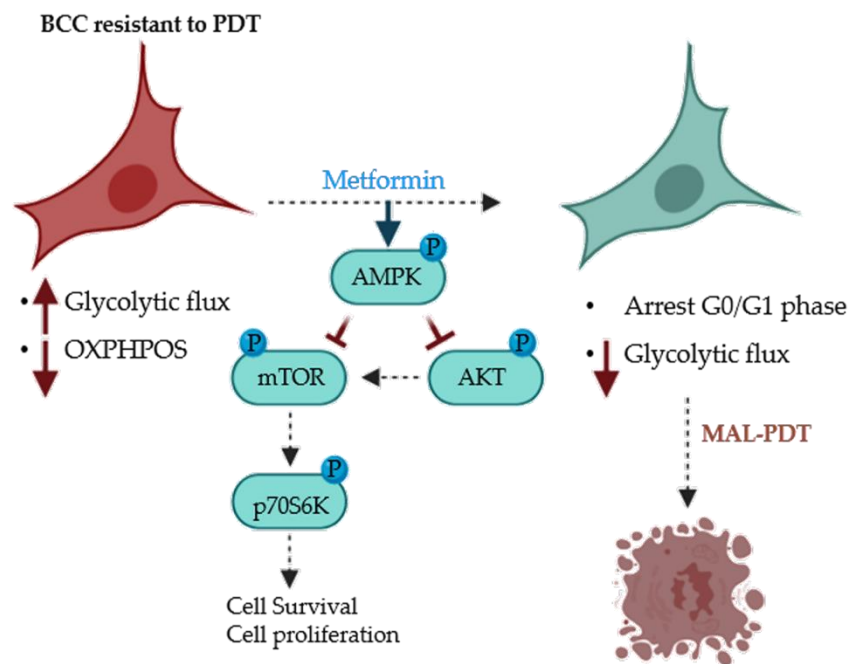 BCC resistant to PDT
Metformin
P
AMPK
• Glycolytic flux
• OXPHPOS
• Arrest G0/G1 phase
• Glycolytic flux
P
mTOR
P
AKT
MAL-PDT
P
p70S6K
Cell Survival
Cell proliferation